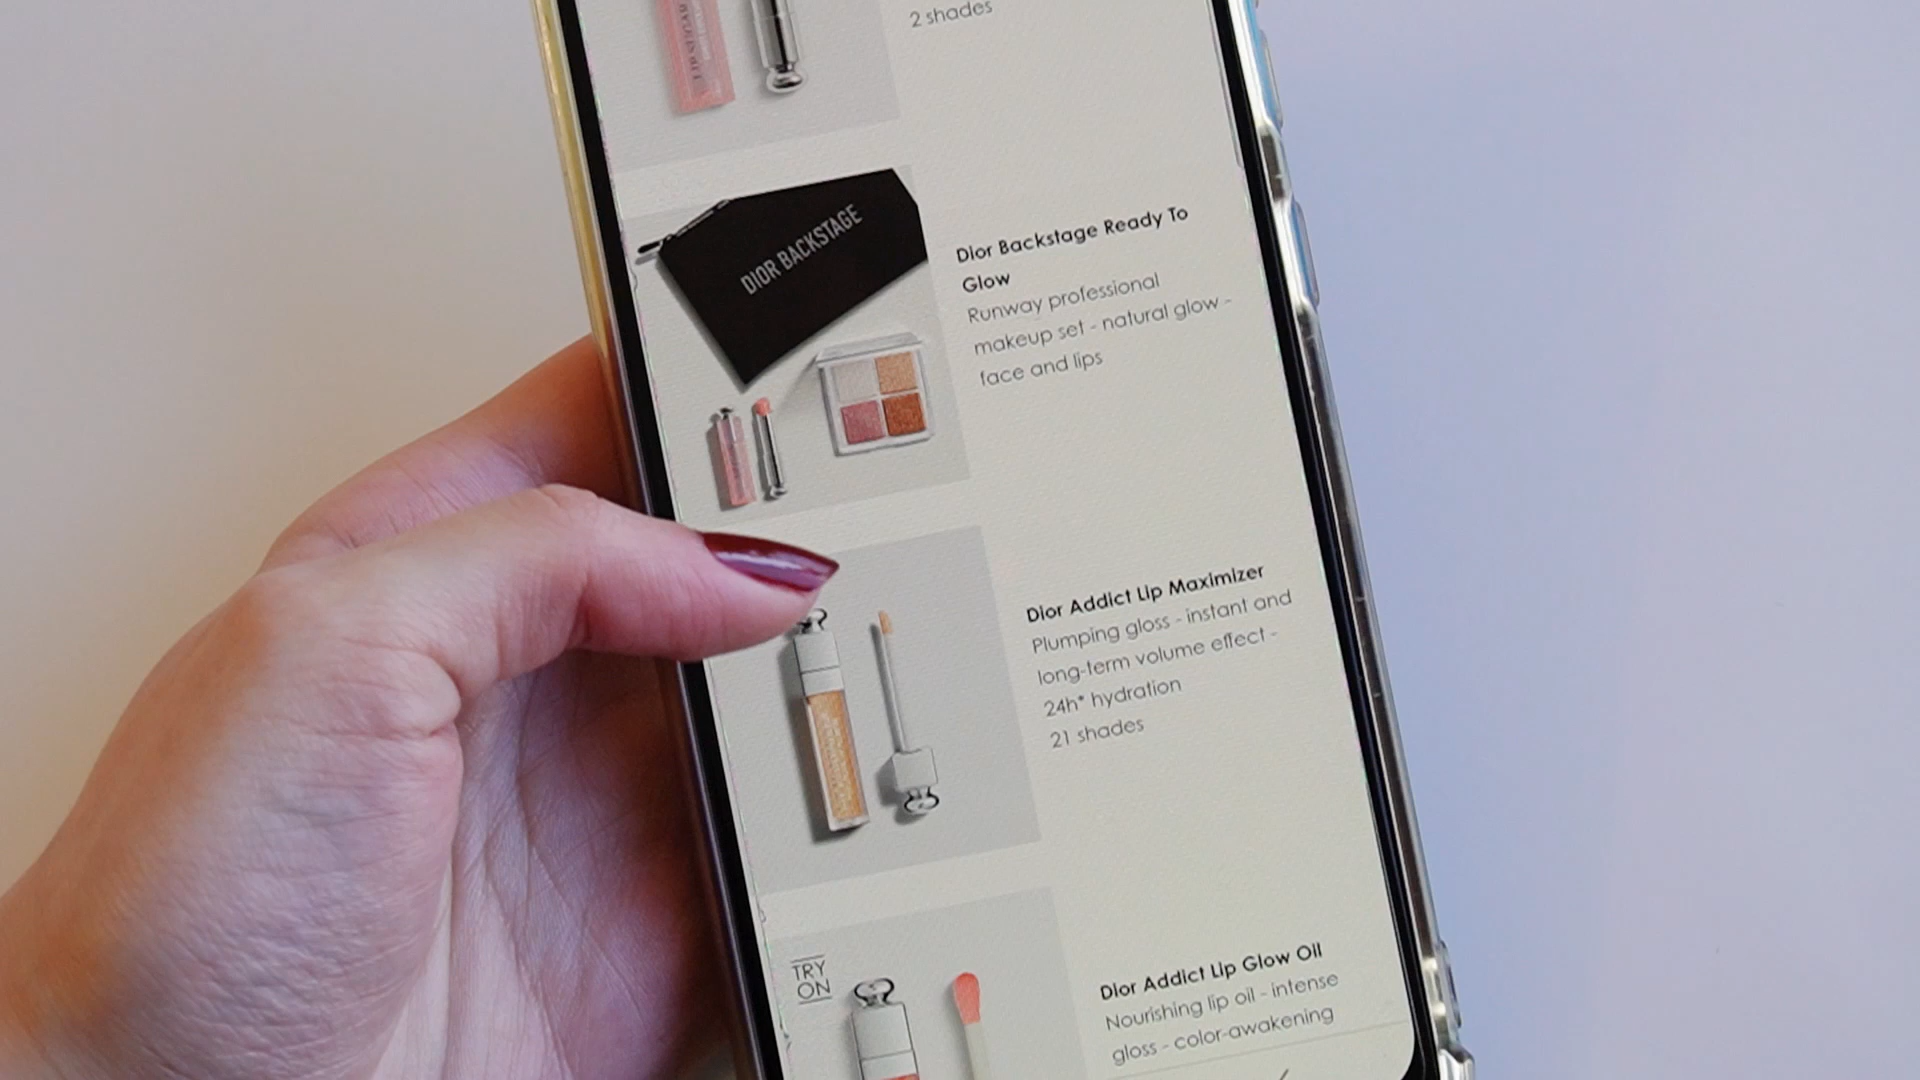 2 shades
DIOR BACKSTAGE
Dior Backstage Ready To
Glow
Runway professional
makeup set - natural glow -
face and lips
Dior Addict Lip Maximizer
Plumping gloss - instant and
long-term volume effect -
24h* hydration
21 shades
TRY
ON
Dior Addict Lip Glow Oil
Nourishing lip oil - intense
gloss - color-awakening